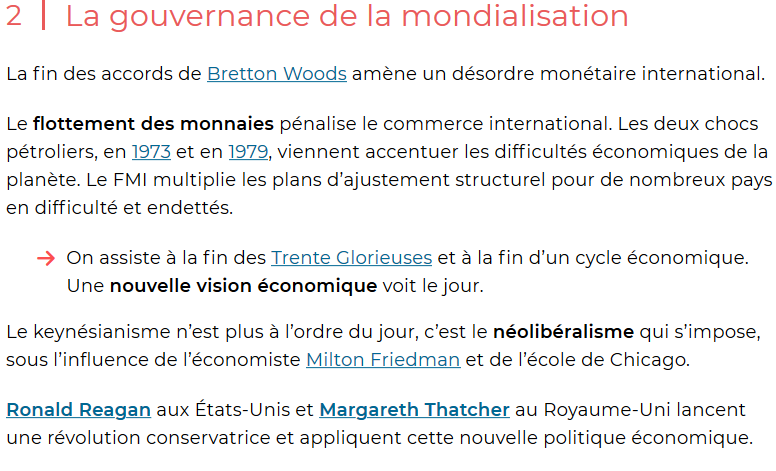 2 | La gouvernance de la mondialisation
La fin des accords de Bretton Woods amène un désordre monétaire international.
Le flottement des monnaies pénalise le commerce international. Les deux chocs
pétroliers, en 1973 et en 1979, viennent accentuer les difficultés économiques de la
planète. Le FMI multiplie les plans d’ajustement structurel pour de nombreux pays
en difficulté et endettés.
→ On assiste à la fin des Trente Glorieuses et à la fin d’un cycle économique.
Une nouvelle vision économique voit le jour.
Le keynésianisme n’est plus à l’ordre du jour, c’est le néolibéralisme qui s’impose,
sous l’influence de l’économiste Milton Friedman et de l’école de Chicago.
Ronald Reagan aux États-Unis et Margareth Thatcher au Royaume-Uni lancent
une révolution conservatrice et appliquent cette nouvelle politique économique.